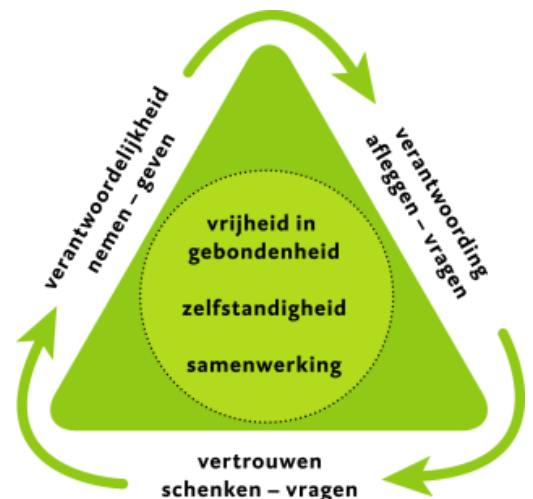 verantwoordelijkheid
nemen – geven
verantwoording
afleggen – vragen
vrijheid in
gebondenheid
zelfstandigheid
samenwerking
vertrouwen
schenken – vragen